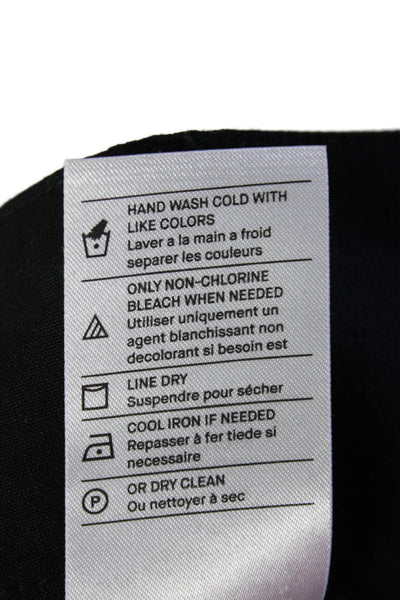 HAND WASH COLD WITH
LIKE COLORS
Laver a la main a froid
separer les couleurs
ONLY NON-CHLORINE
BLEACH WHEN NEEDED
Utiliser uniquement un
agent blanchissant non
decolorant si besoin est
LINE DRY
Suspendre pour sécher
COOL IRON IF NEEDED
Repasser à fer tiede si
necessaire
P
OR DRY CLEAN
Ou nettoyer à sec